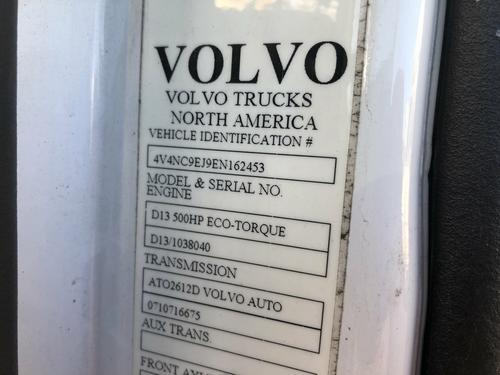 VOLVO
VOLVO TRUCKS
NORTH AMERICA
VEHICLE IDENTIFICATION #
4V4NC9EJ9EN162453
MODEL & SERIAL NO.
ENGINE
D13 500HP ECO-TORQUE
D13/1038040
TRANSMISSION
ATO2612D VOLVO AUTO
0710716675
AUX TRANS.
FRONT